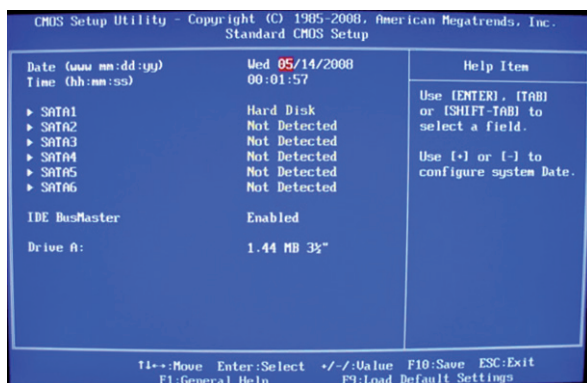 CMOS Setup Utility - Copyright (C) 1985-2008, American Megatrends, Inc.
Standard CMOS Setup
Date (www mm:dd:yy) Wed 05/14/2008
Time (hh:mm:ss) 00:01:57
▶ SATA1 Hard Disk
▶ SATA2 Not Detected
▶ SATA3 Not Detected
▶ SATA4 Not Detected
▶ SATA5 Not Detected
▶ SATA6 Not Detected
IDE BusMaster Enabled
Drive A: 1.44 MB 3½"
Help Item
Use [ENTER], [TAB]
or [SHIFT-TAB] to
select a field.
Use [+] or [-] to
configure system Date.
↑↓←→:Move Enter:Select +/-/:Value F10:Save ESC:Exit
F1:General Help F9:Load Default Settings